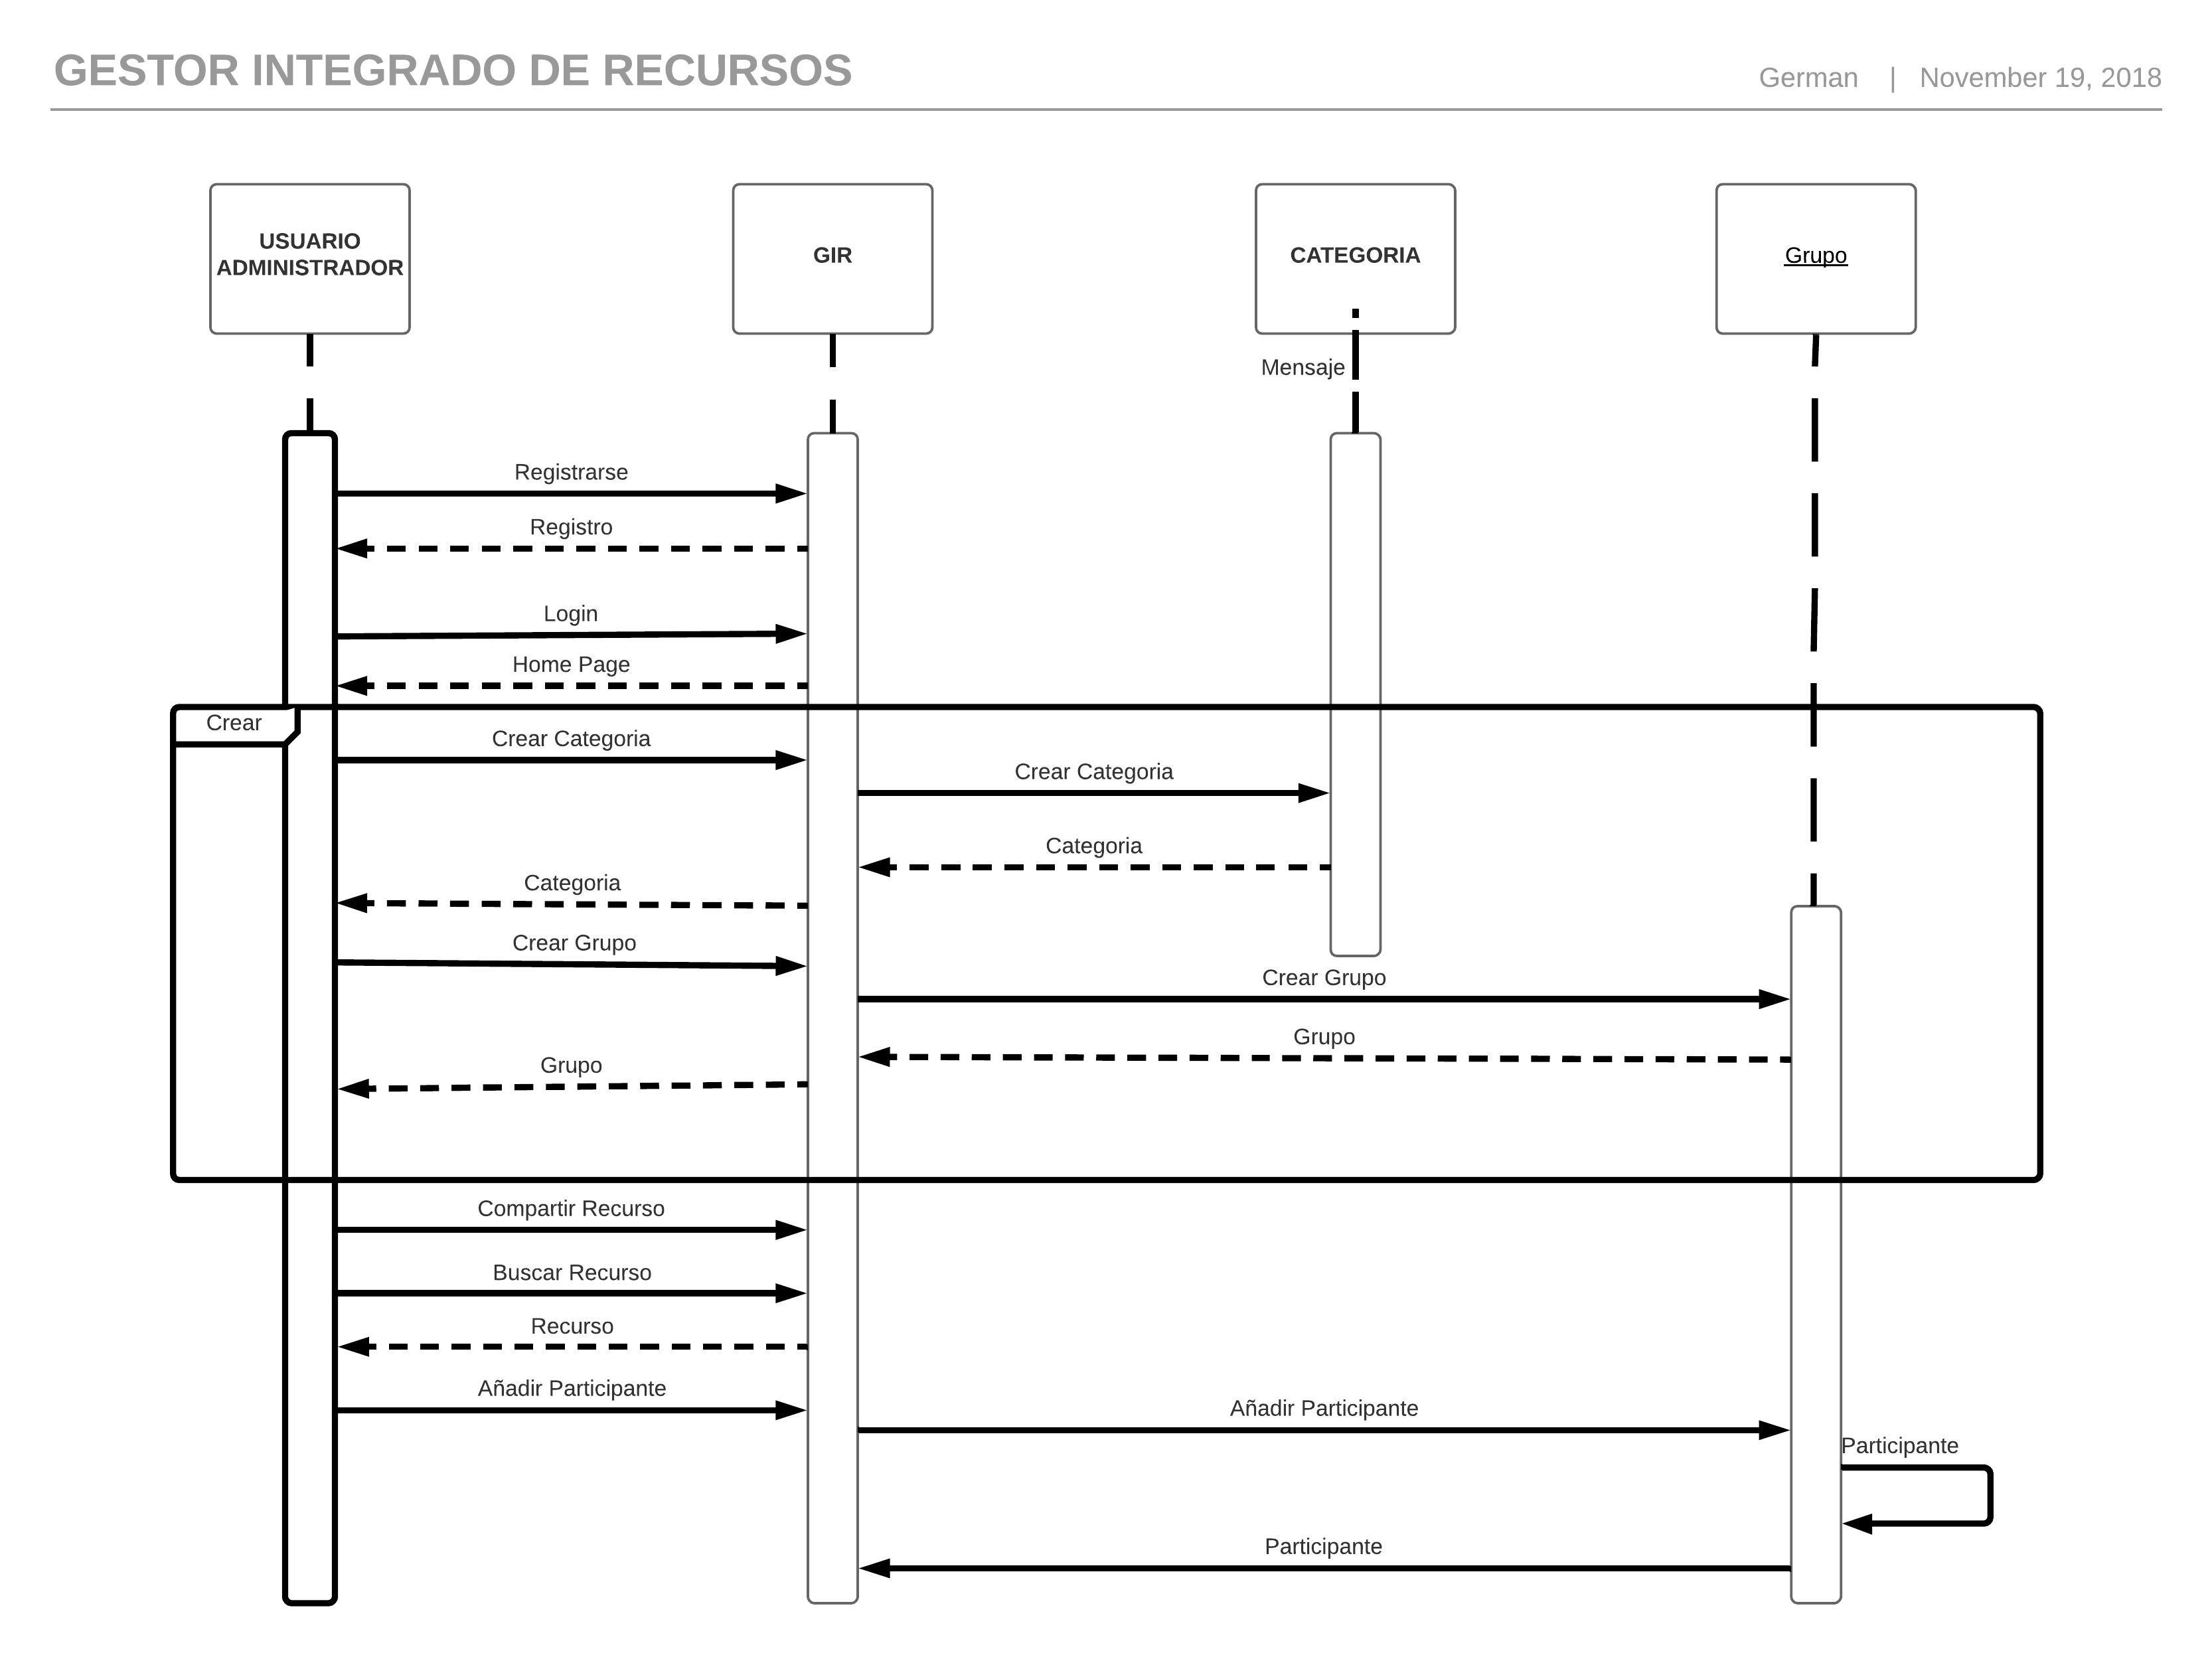 GESTOR INTEGRADO DE RECURSOS
German | November 19, 2018
USUARIO
ADMINISTRADOR
GIR
CATEGORIA
Grupo
Mensaje
Registrarse
Registro
Login
Home Page
Crear
Crear Categoria
Crear Categoria
Categoria
Categoria
Crear Grupo
Crear Grupo
Grupo
Grupo
Compartir Recurso
Buscar Recurso
Recurso
Añadir Participante
Añadir Participante
Participante
Participante